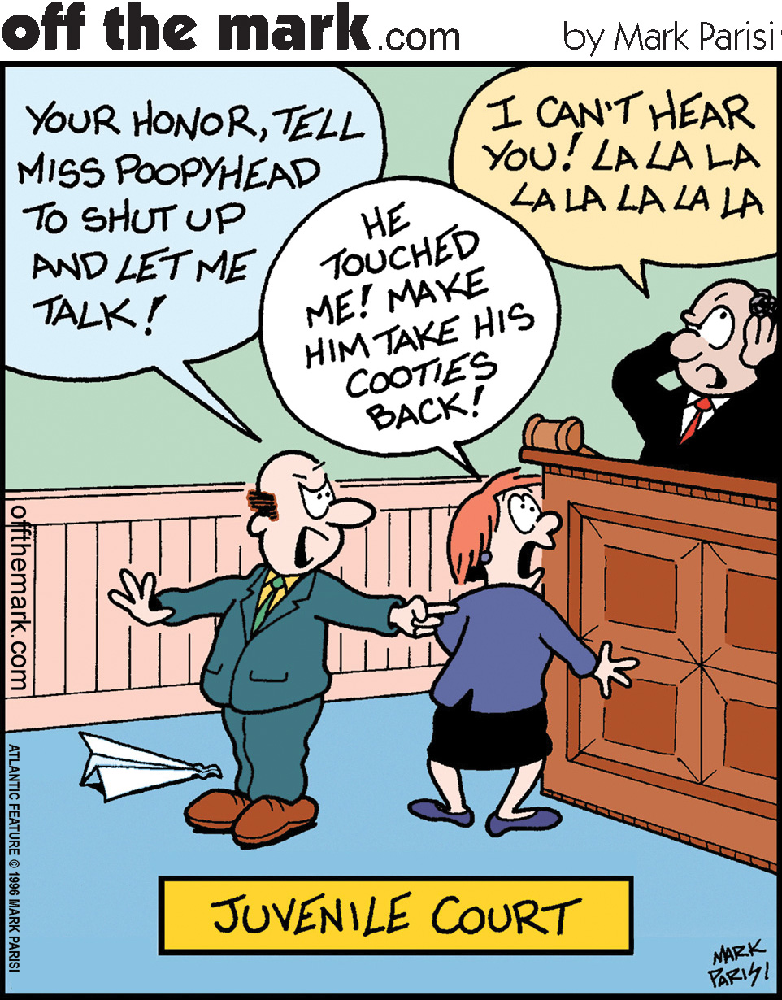 off the mark.com
by Mark Parisi
YOUR HONOR, TELL
MISS POOPYHEAD
TO SHUT UP
AND LET ME
TALK!
HE
TOUCHED
ME! MAKE
HIM TAKE HIS
COOTIES
BACK!
I CAN'T HEAR
YOU! LA LA LA
LA LA LA LA LA
offthemark.com
ATLANTIC FEATURE © 1996 MARK PARISI
JUVENILE COURT
MARK
PARISI